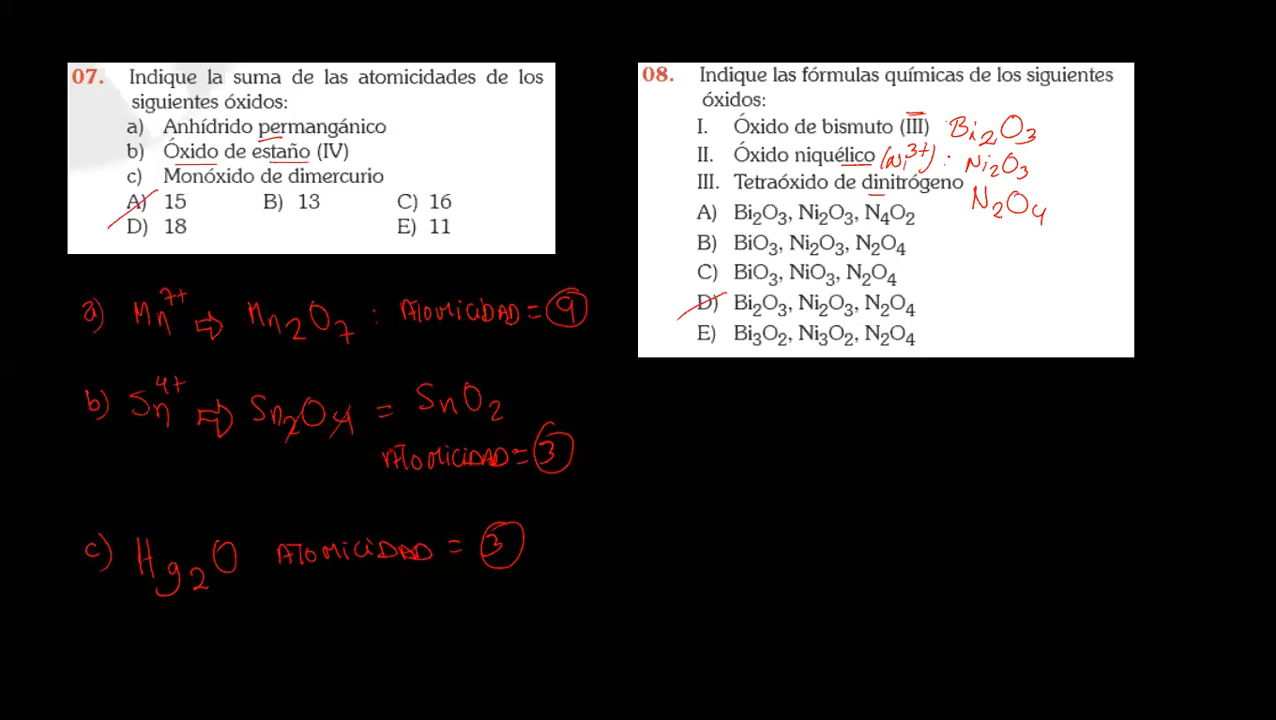 07. Indique la suma de las atomicidades de los
siguientes óxidos:
a) Anhídrido permangánico
b) Óxido de estaño (IV)
c) Monóxido de dimercurio
A) 15 B) 13 C) 16
D) 18 E) 11
a) Mn⁷⁺ ⇨ Mn₂O₇ : ATOMICIDAD = 9
b) Sn⁴⁺ ⇨ Sn₂O₄ = SnO₂
ATOMICIDAD = 3
c) Hg₂O ATOMICIDAD = 3
08. Indique las fórmulas químicas de los siguientes
óxidos:
I. Óxido de bismuto (III) Bi₂O₃
II. Óxido niquélico (Ni³⁺) : Ni₂O₃
III. Tetraóxido de dinitrógeno N₂O₄
A) Bi₂O₃, Ni₂O₃, N₄O₂
B) BiO₃, Ni₂O₃, N₂O₄
C) BiO₃, NiO₃, N₂O₄
D) Bi₂O₃, Ni₂O₃, N₂O₄
E) Bi₃O₂, Ni₃O₂, N₂O₄